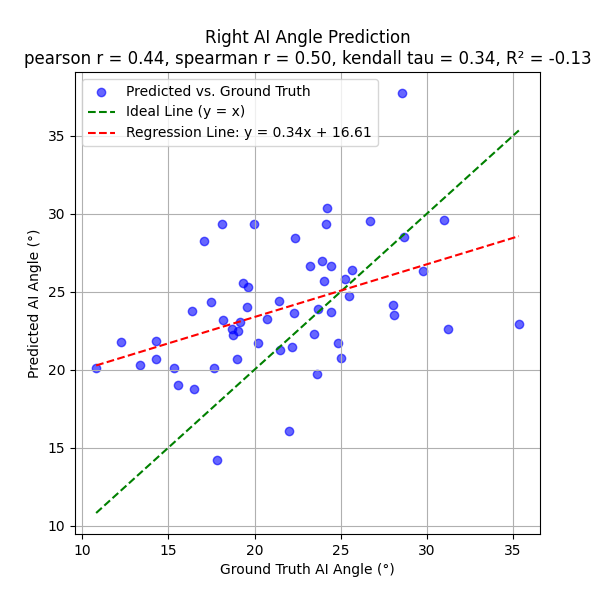 Right AI Angle Prediction
pearson r = 0.44, spearman r = 0.50, kendall tau = 0.34, R² = -0.13
Predicted vs. Ground Truth
Ideal Line (y = x)
Regression Line: y = 0.34x + 16.61
35
30
25
20
15
10
Predicted AI Angle (°)
10 15 20 25 30 35
Ground Truth AI Angle (°)